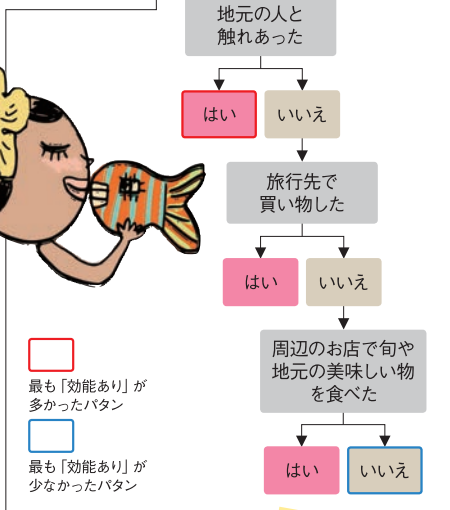 地元の人と
触れあった
はい
いいえ
旅行先で
買い物した
はい
いいえ
周辺のお店で旬や
地元の美味しい物
を食べた
はい
いいえ
最も「効能あり」が
多かったパタン
最も「効能あり」が
少なかったパタン